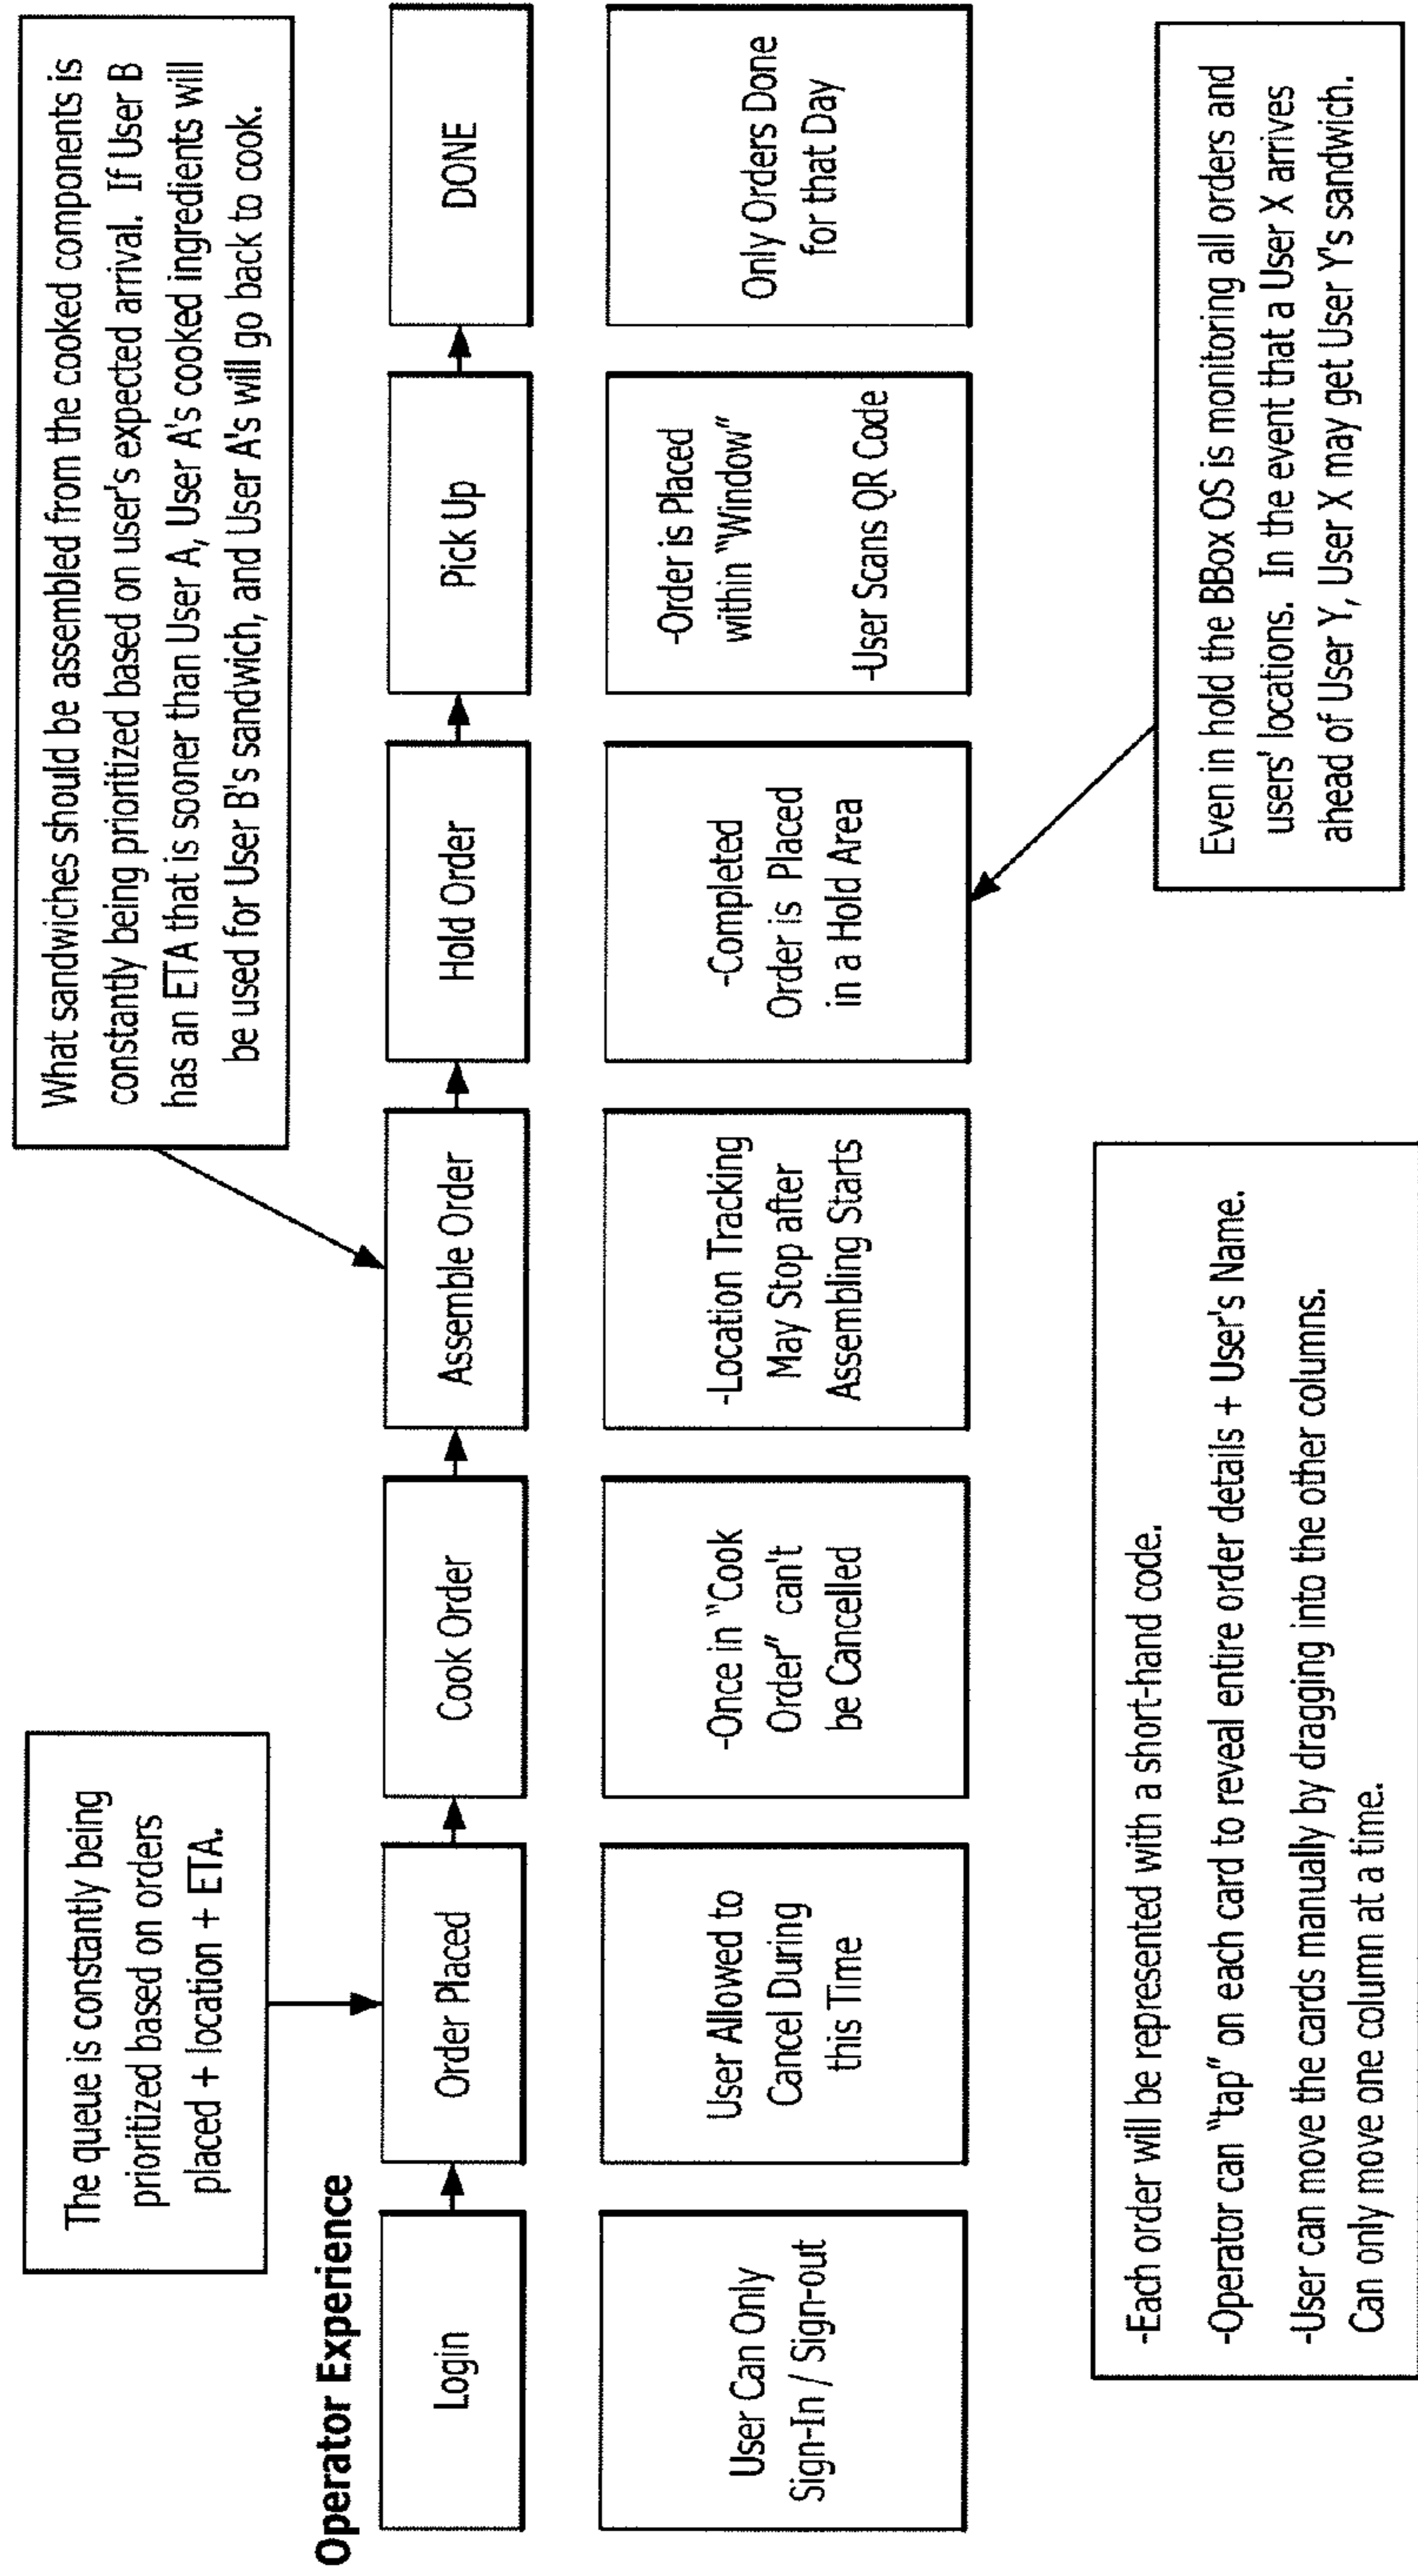 The queue is constantly being
prioritized based on orders
placed + location + ETA.
What sandwiches should be assembled from the cooked components is
constantly being prioritized based on user's expected arrival. If User B
has an ETA that is sooner than User A, User A's cooked ingredients will
be used for User B's sandwich, and User A's will go back to cook.
Operator Experience
Login
Order Placed
Cook Order
Assemble Order
Hold Order
Pick Up
DONE
User Can Only
Sign-In / Sign-out
User Allowed to
Cancel During
this Time
-Once in "Cook
Order" can't
be Cancelled
-Location Tracking
May Stop after
Assembling Starts
-Completed
Order is Placed
in a Hold Area
-Order is Placed
within "Window"
-User Scans QR Code
Only Orders Done
for that Day
-Each order will be represented with a short-hand code.
-Operator can "tap" on each card to reveal entire order details + User's Name.
-User can move the cards manually by dragging into the other columns.
Can only move one column at a time.
Even in hold the BBox OS is monitoring all orders and
users' locations. In the event that a User X arrives
ahead of User Y, User X may get User Y's sandwich.